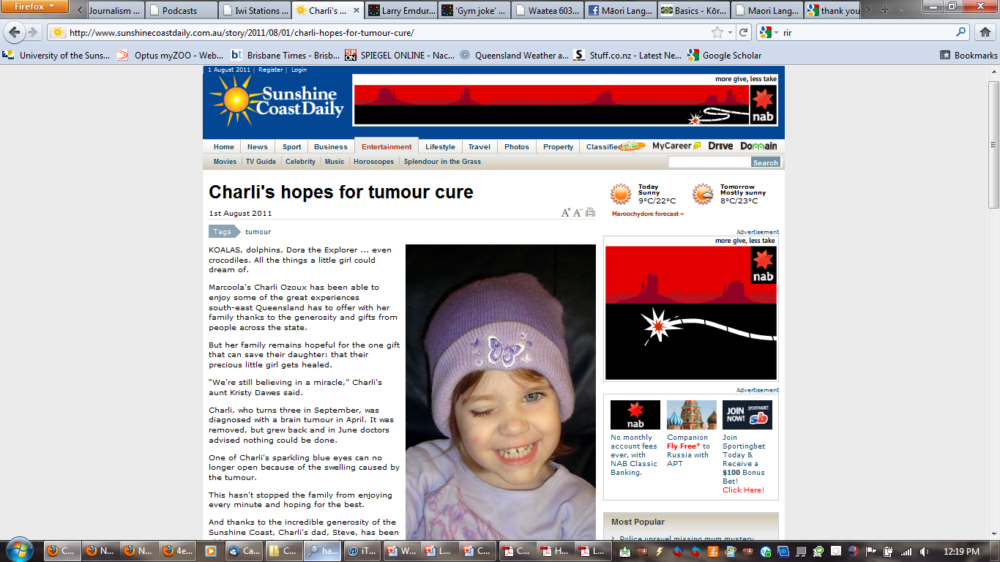 Firefox
Journalism ...
Podcasts
Iwi Stations ...
Charli's ...
Larry Emdur...
'Gym joke' ...
Waatea 603...
Māori Lang...
Basics - Kōr...
Maori Lang...
thank you
http://www.sunshinecoastdaily.com.au/story/2011/08/01/charli-hopes-for-tumour-cure/
rir
University of the Suns...
Optus myZOO - Web...
Brisbane Times - Brisb...
SPIEGEL ONLINE - Nac...
Queensland Weather a...
Stuff.co.nz - Latest Ne...
Google Scholar
Bookmarks
1 August 2011 | Register | Login
Sunshine
CoastDaily
more give, less take
nab
Home News Sport Business Entertainment Lifestyle Travel Photos Property Classified
MyCareer Drive Domain
Movies TV Guide Celebrity Music Horoscopes Splendour in the Grass
Search
Charli's hopes for tumour cure
1st August 2011
A+ A-
Tags tumour
KOALAS, dolphins, Dora the Explorer ... even
crocodiles. All the things a little girl could
dream of.
Marcoola's Charli Ozoux has been able to
enjoy some of the great experiences
south-east Queensland has to offer with her
family thanks to the generosity and gifts from
people across the state.
But her family remains hopeful for the one gift
that can save their daughter: that their
precious little girl gets healed.
“We're still believing in a miracle,” Charli's
aunt Kristy Dawes said.
Charli, who turns three in September, was
diagnosed with a brain tumour in April. It was
removed, but grew back and in June doctors
advised nothing could be done.
One of Charli's sparkling blue eyes can no
longer open because of the swelling caused by
the tumour.
This hasn't stopped the family from enjoying
every minute and hoping for the best.
And thanks to the incredible generosity of the
Sunshine Coast, Charli's dad, Steve, has been
Today
Sunny
9°C/22°C
Tomorrow
Mostly sunny
8°C/23°C
Maroochydore forecast »
Advertisement
more give, less take
nab
Advertisement
nab
No monthly
account fees
ever, with
NAB Classic
Banking.
Companion
Fly Free* to
Russia with
APT
JOIN
NOW!
SPORTINGBET
sb
Join
Sportingbet
Today &
Receive a
$100 Bonus
Bet!
Click Here!
Most Popular
Police unravel missing mum mystery
C...
N...
N...
4e...
Ca...
C...
ha...
iT...
W...
L...
C...
C...
H...
L...
12:19 PM